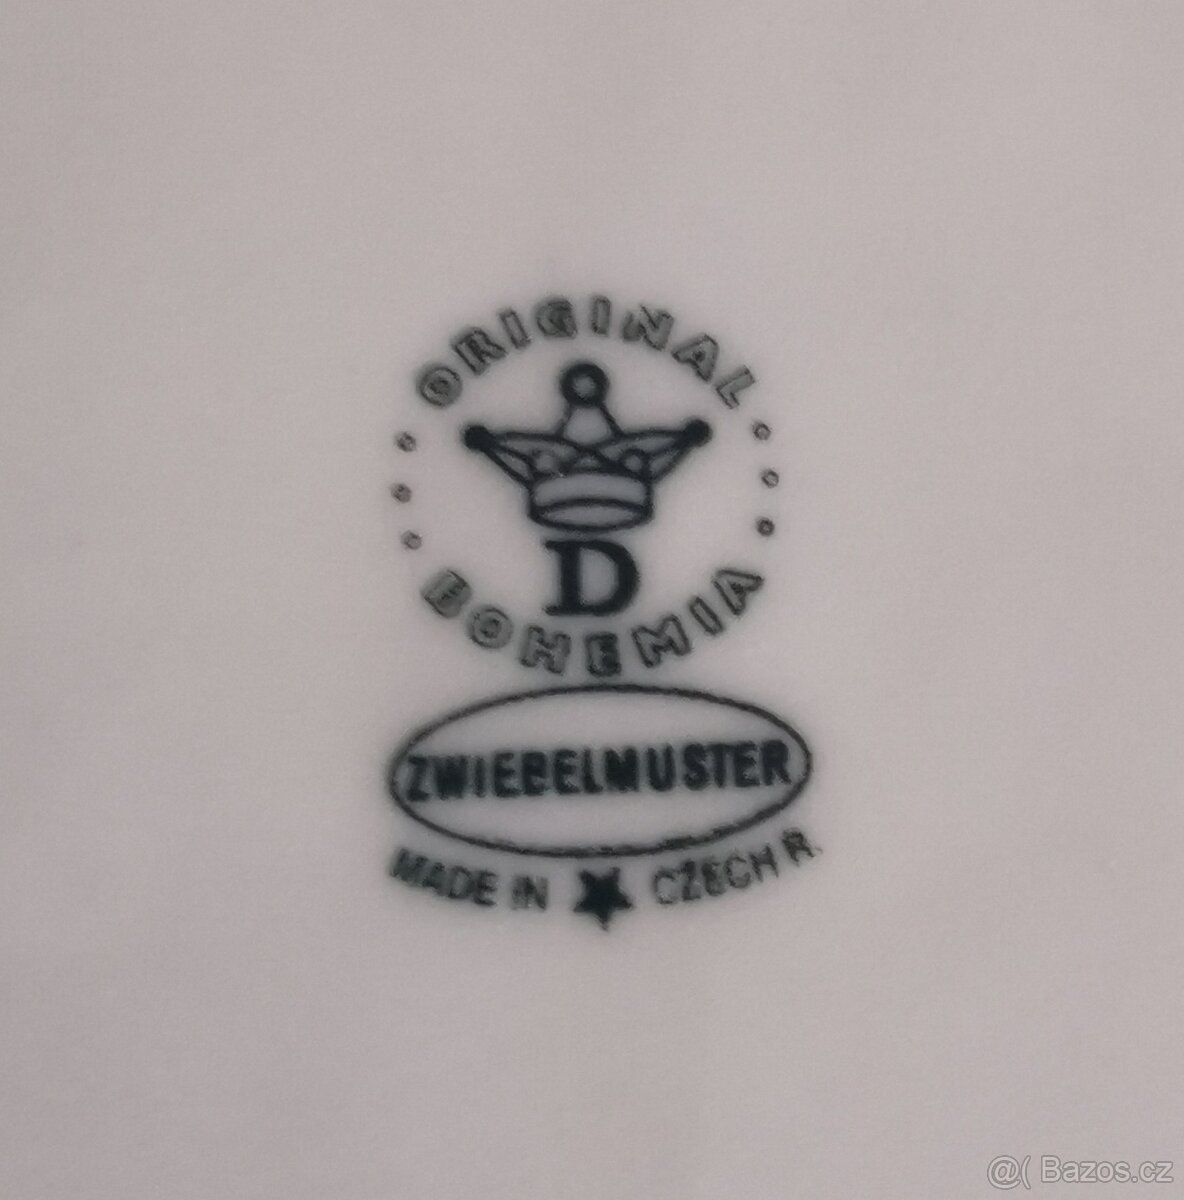 ORIGINAL
D
BOHEMIA
ZWIEBELMUSTER
MADE IN ★ CZECH R.
@( Bazos.cz